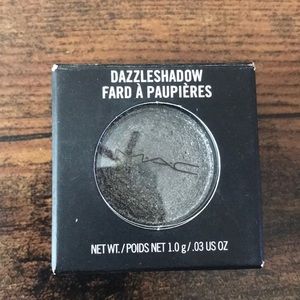 DAZZLESHADOW
FARD À PAUPIÈRES
MAC
NET WT./POIDS NET 1.0 g/.03 US OZ